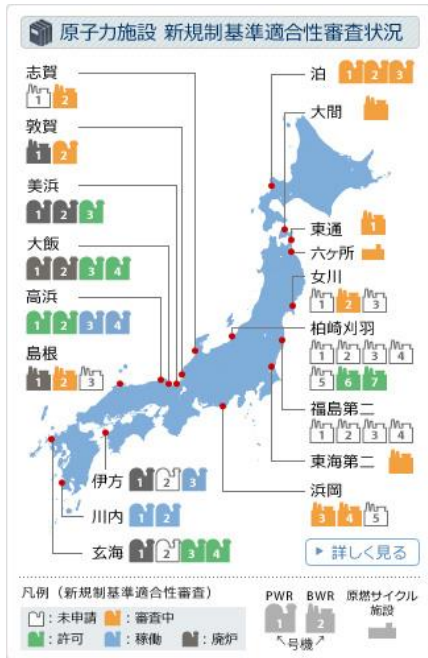 原子力施設 新規制基準適合性審査状況
志賀
1 2
敦賀
1 2
美浜
1 2 3
大飯
1 2 3 4
高浜
1 2 3 4
島根
1 2 3
泊
1 2 3
大間
東通
1
六ヶ所
女川
1 2 3
柏崎刈羽
1 2 3 4
5 6 7
福島第二
1 2 3 4
東海第二
浜岡
3 4 5
伊方 1 2 3
川内 1 2
玄海 1 2 3 4
詳しく見る
凡例(新規制基準適合性審査)
:未申請 :審査中
:許可 :稼働 :廃炉
PWR BWR 原燃サイクル
施設
1 2
号機